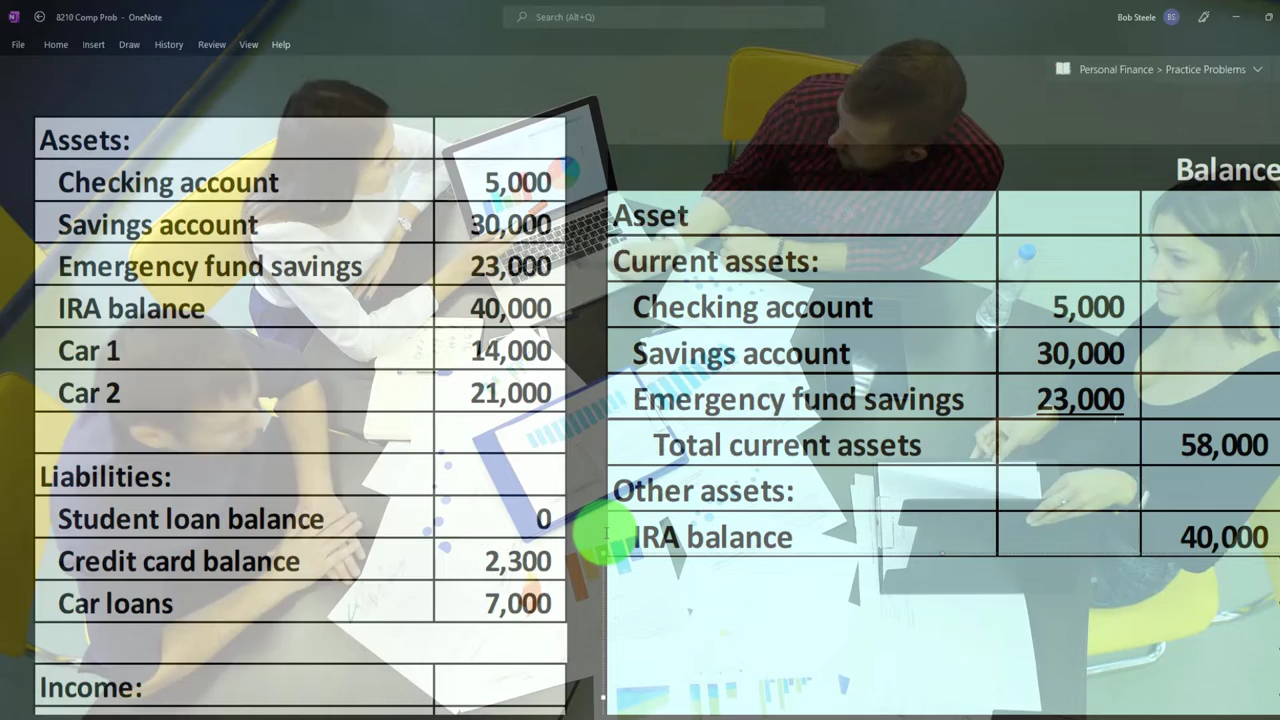 8210 Comp Prob - OneNote
Search (Alt+Q)
Bob Steele
BS
File Home Insert Draw History Review View Help
Personal Finance > Practice Problems
Assets:
Checking account 5,000
Savings account 30,000
Emergency fund savings 23,000
IRA balance 40,000
Car 1 14,000
Car 2 21,000
Liabilities:
Student loan balance 0
Credit card balance 2,300
Car loans 7,000
Income:
Balance
Asset
Current assets:
Checking account 5,000
Savings account 30,000
Emergency fund savings 23,000
Total current assets 58,000
Other assets:
IRA balance 40,000